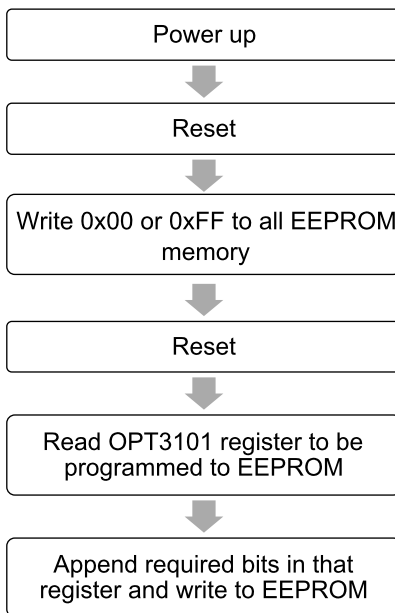 Power up
Reset
Write 0x00 or 0xFF to all EEPROM
memory
Reset
Read OPT3101 register to be
programmed to EEPROM
Append required bits in that
register and write to EEPROM